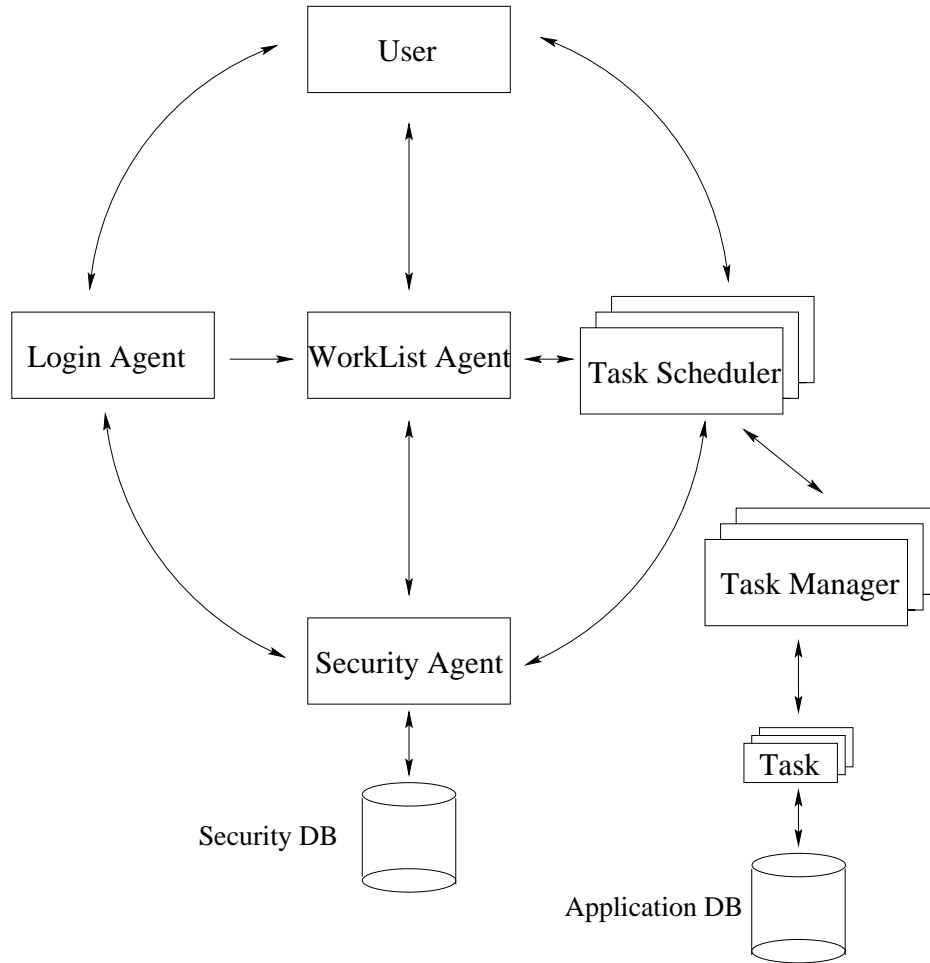 User
Login Agent
WorkList Agent
Task Scheduler
Task Manager
Security Agent
Task
Security DB
Application DB